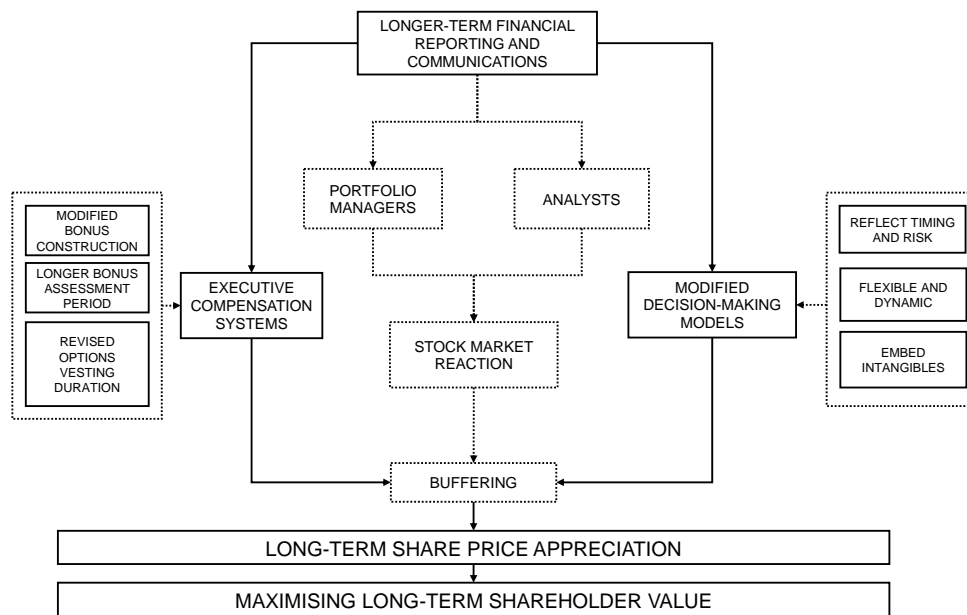 LONGER-TERM FINANCIAL
REPORTING AND
COMMUNICATIONS
PORTFOLIO
MANAGERS
ANALYSTS
MODIFIED
BONUS
CONSTRUCTION
LONGER BONUS
ASSESSMENT
PERIOD
REVISED
OPTIONS
VESTING
DURATION
EXECUTIVE
COMPENSATION
SYSTEMS
STOCK MARKET
REACTION
MODIFIED
DECISION-MAKING
MODELS
REFLECT TIMING
AND RISK
FLEXIBLE AND
DYNAMIC
EMBED
INTANGIBLES
BUFFERING
LONG-TERM SHARE PRICE APPRECIATION
MAXIMISING LONG-TERM SHAREHOLDER VALUE